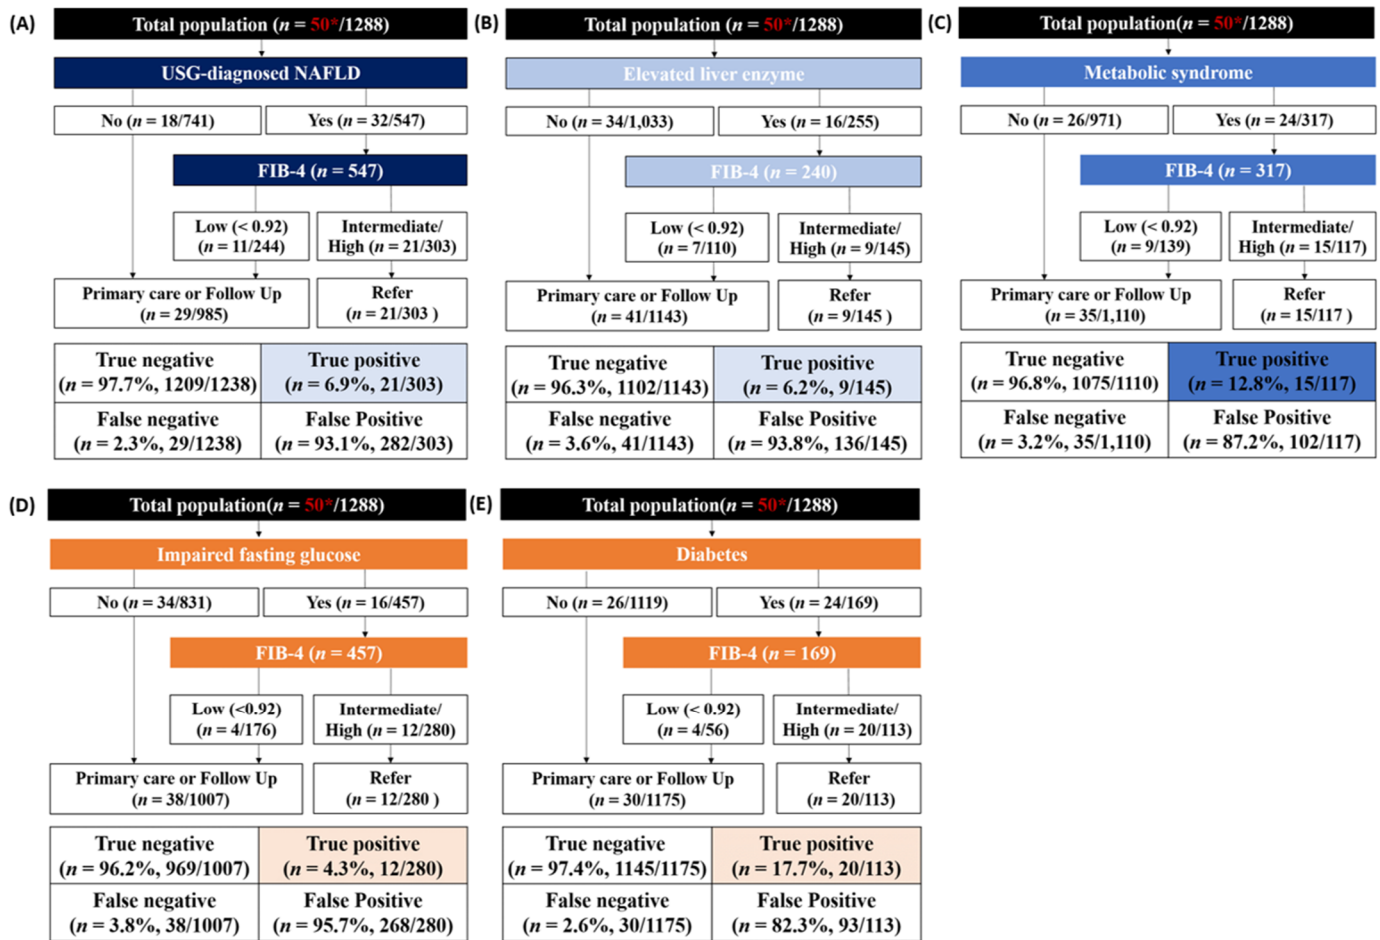 (A)
Total population (n = 50*/1288)
USG-diagnosed NAFLD
No (n = 18/741)
Yes (n = 32/547)
FIB-4 (n = 547)
Low (< 0.92)
(n = 11/244)
Intermediate/
High (n = 21/303)
Primary care or Follow Up
(n = 29/985)
Refer
(n = 21/303 )
True negative
(n = 97.7%, 1209/1238)
True positive
(n = 6.9%, 21/303)
False negative
(n = 2.3%, 29/1238)
False Positive
(n = 93.1%, 282/303)
(B)
Total population (n = 50*/1288)
Elevated liver enzyme
No (n = 34/1,033)
Yes (n = 16/255)
FIB-4 (n = 240)
Low (< 0.92)
(n = 7/110)
Intermediate/
High (n = 9/145)
Primary care or Follow Up
(n = 41/1143)
Refer
(n = 9/145 )
True negative
(n = 96.3%, 1102/1143)
True positive
(n = 6.2%, 9/145)
False negative
(n = 3.6%, 41/1143)
False Positive
(n = 93.8%, 136/145)
(C)
Total population(n = 50*/1288)
Metabolic syndrome
No (n = 26/971)
Yes (n = 24/317)
FIB-4 (n = 317)
Low (< 0.92)
(n = 9/139)
Intermediate/
High (n = 15/117)
Primary care or Follow Up
(n = 35/1,110)
Refer
(n = 15/117 )
True negative
(n = 96.8%, 1075/1110)
True positive
(n = 12.8%, 15/117)
False negative
(n = 3.2%, 35/1,110)
False Positive
(n = 87.2%, 102/117)
(D)
Total population(n = 50*/1288)
Impaired fasting glucose
No (n = 34/831)
Yes (n = 16/457)
FIB-4 (n = 457)
Low (<0.92)
(n = 4/176)
Intermediate/
High (n = 12/280)
Primary care or Follow Up
(n = 38/1007)
Refer
(n = 12/280 )
True negative
(n = 96.2%, 969/1007)
True positive
(n = 4.3%, 12/280)
False negative
(n = 3.8%, 38/1007)
False Positive
(n = 95.7%, 268/280)
(E)
Total population(n = 50*/1288)
Diabetes
No (n = 26/1119)
Yes (n = 24/169)
FIB-4 (n = 169)
Low (< 0.92)
(n = 4/56)
Intermediate/
High (n = 20/113)
Primary care or Follow Up
(n = 30/1175)
Refer
(n = 20/113)
True negative
(n = 97.4%, 1145/1175)
True positive
(n = 17.7%, 20/113)
False negative
(n = 2.6%, 30/1175)
False Positive
(n = 82.3%, 93/113)